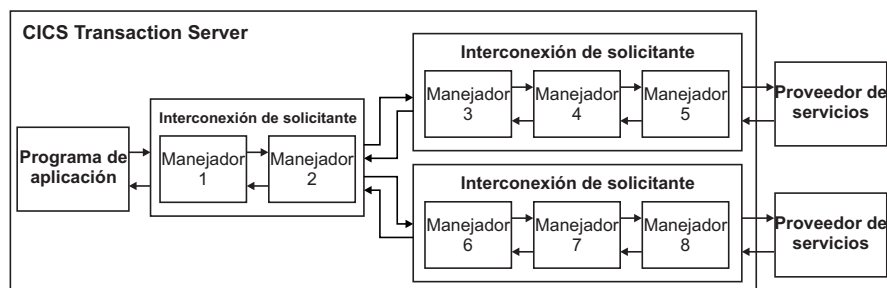 CICS Transaction Server
Programa de
aplicación
Interconexión de solicitante
Manejador
1
Manejador
2
Interconexión de solicitante
Manejador
3
Manejador
4
Manejador
5
Proveedor de
servicios
Interconexión de solicitante
Manejador
6
Manejador
7
Manejador
8
Proveedor de
servicios